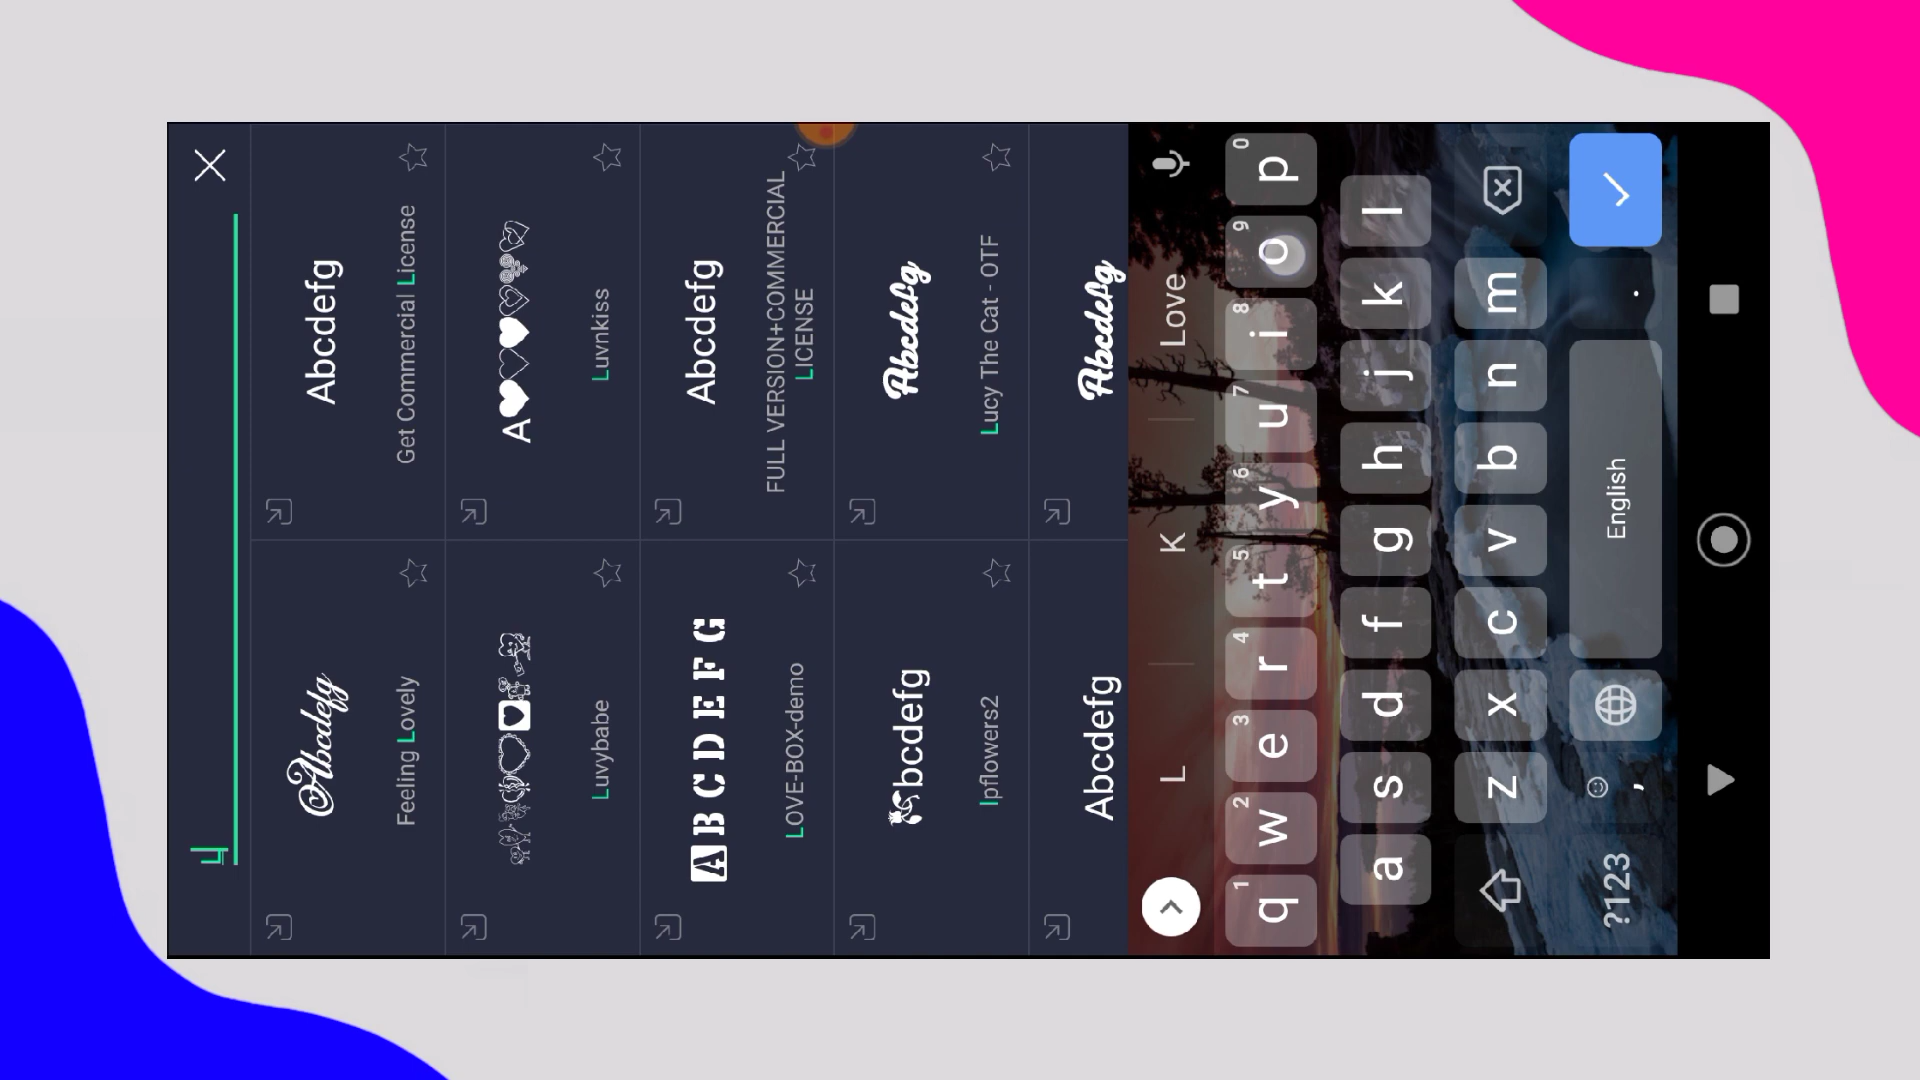 L
Abcdefg
Feeling Lovely
Abcdefg
Get Commercial License
Luvybabe
A
Luvnkiss
A B C D E F G
LOVE-BOX-demo
Abcdefg
FULL VERSION+COMMERCIAL
LICENSE
bcdefg
lpflowers2
Abcdefg
Lucy The Cat - OTF
Abcdefg
Abcdefg
L K Love
q 1 w 2 e 3 r 4 t 5 y 6 u 7 i 8 o 9 p 0
a s d f g h j k l
z x c v b n m
?123 , English .